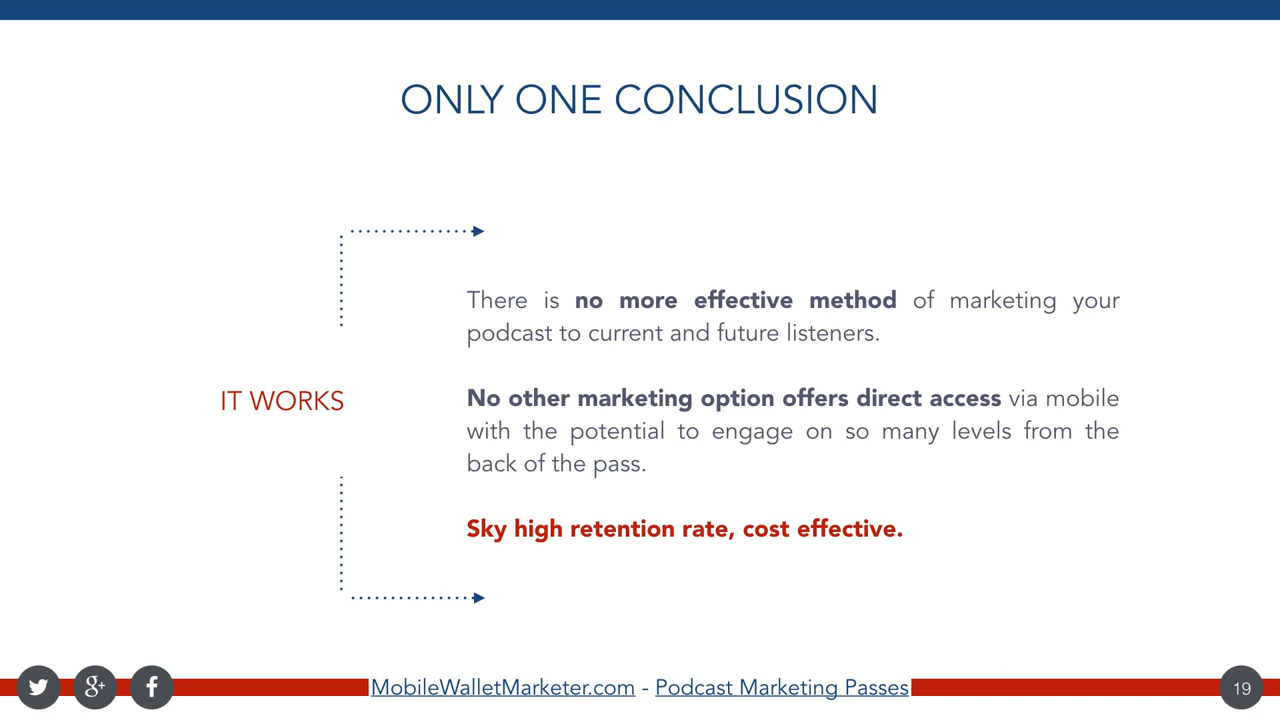 ONLY ONE CONCLUSION
IT WORKS
There is no more effective method of marketing your
podcast to current and future listeners.
No other marketing option offers direct access via mobile
with the potential to engage on so many levels from the
back of the pass.
Sky high retention rate, cost effective.
g+
MobileWalletMarketer.com - Podcast Marketing Passes
19